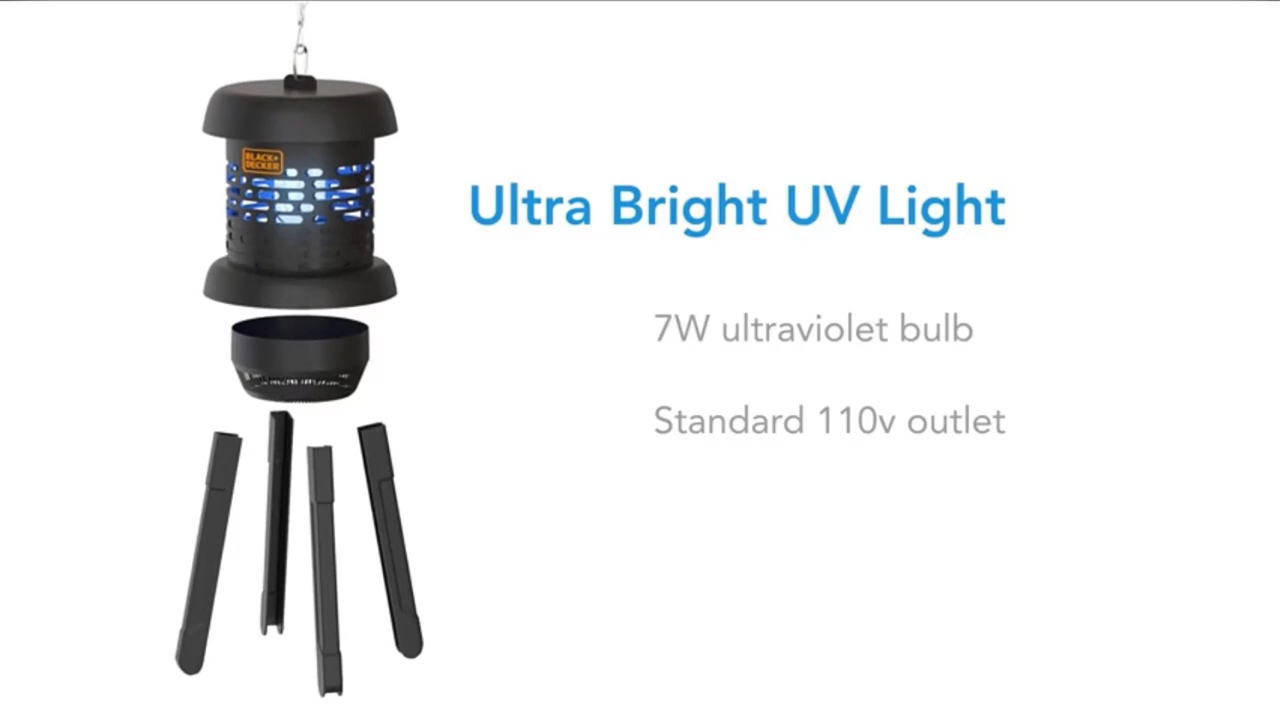 BLACK+
DECKER
Ultra Bright UV Light
7W ultraviolet bulb
Standard 110v outlet